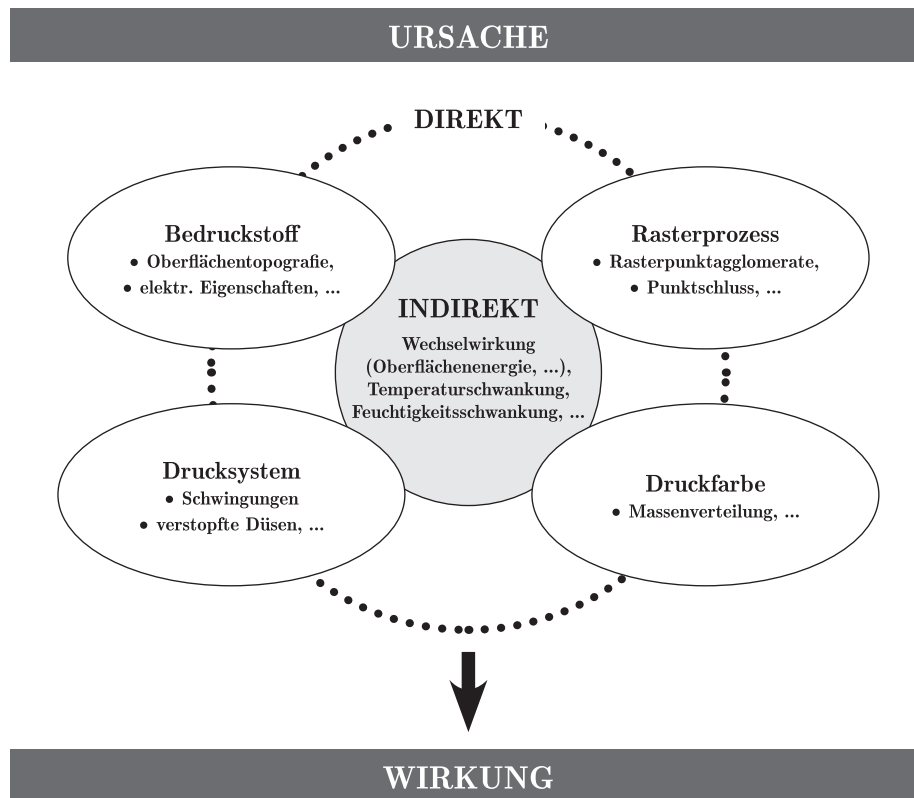 URSACHE
DIREKT
Bedruckstoff
• Oberflächentopografie,
• elektr. Eigenschaften, ...
Rasterprozess
• Rasterpunktagglomerate,
• Punktschluss, ...
INDIREKT
Wechselwirkung
(Oberflächenenergie, ...),
Temperaturschwankung,
Feuchtigkeitsschwankung, ...
Drucksystem
• Schwingungen
• verstopfte Düsen, ...
Druckfarbe
• Massenverteilung, ...
WIRKUNG